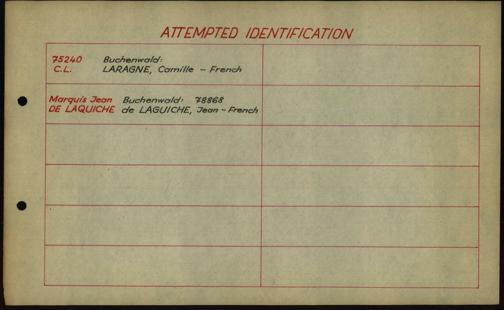 ATTEMPTED IDENTIFICATION
75240 Buchenwald:
C.L. LARAGNE, Camille - French
Marquis Jean Buchenwald: 78868
DE LAQUICHE de LAGUICHE, Jean - French